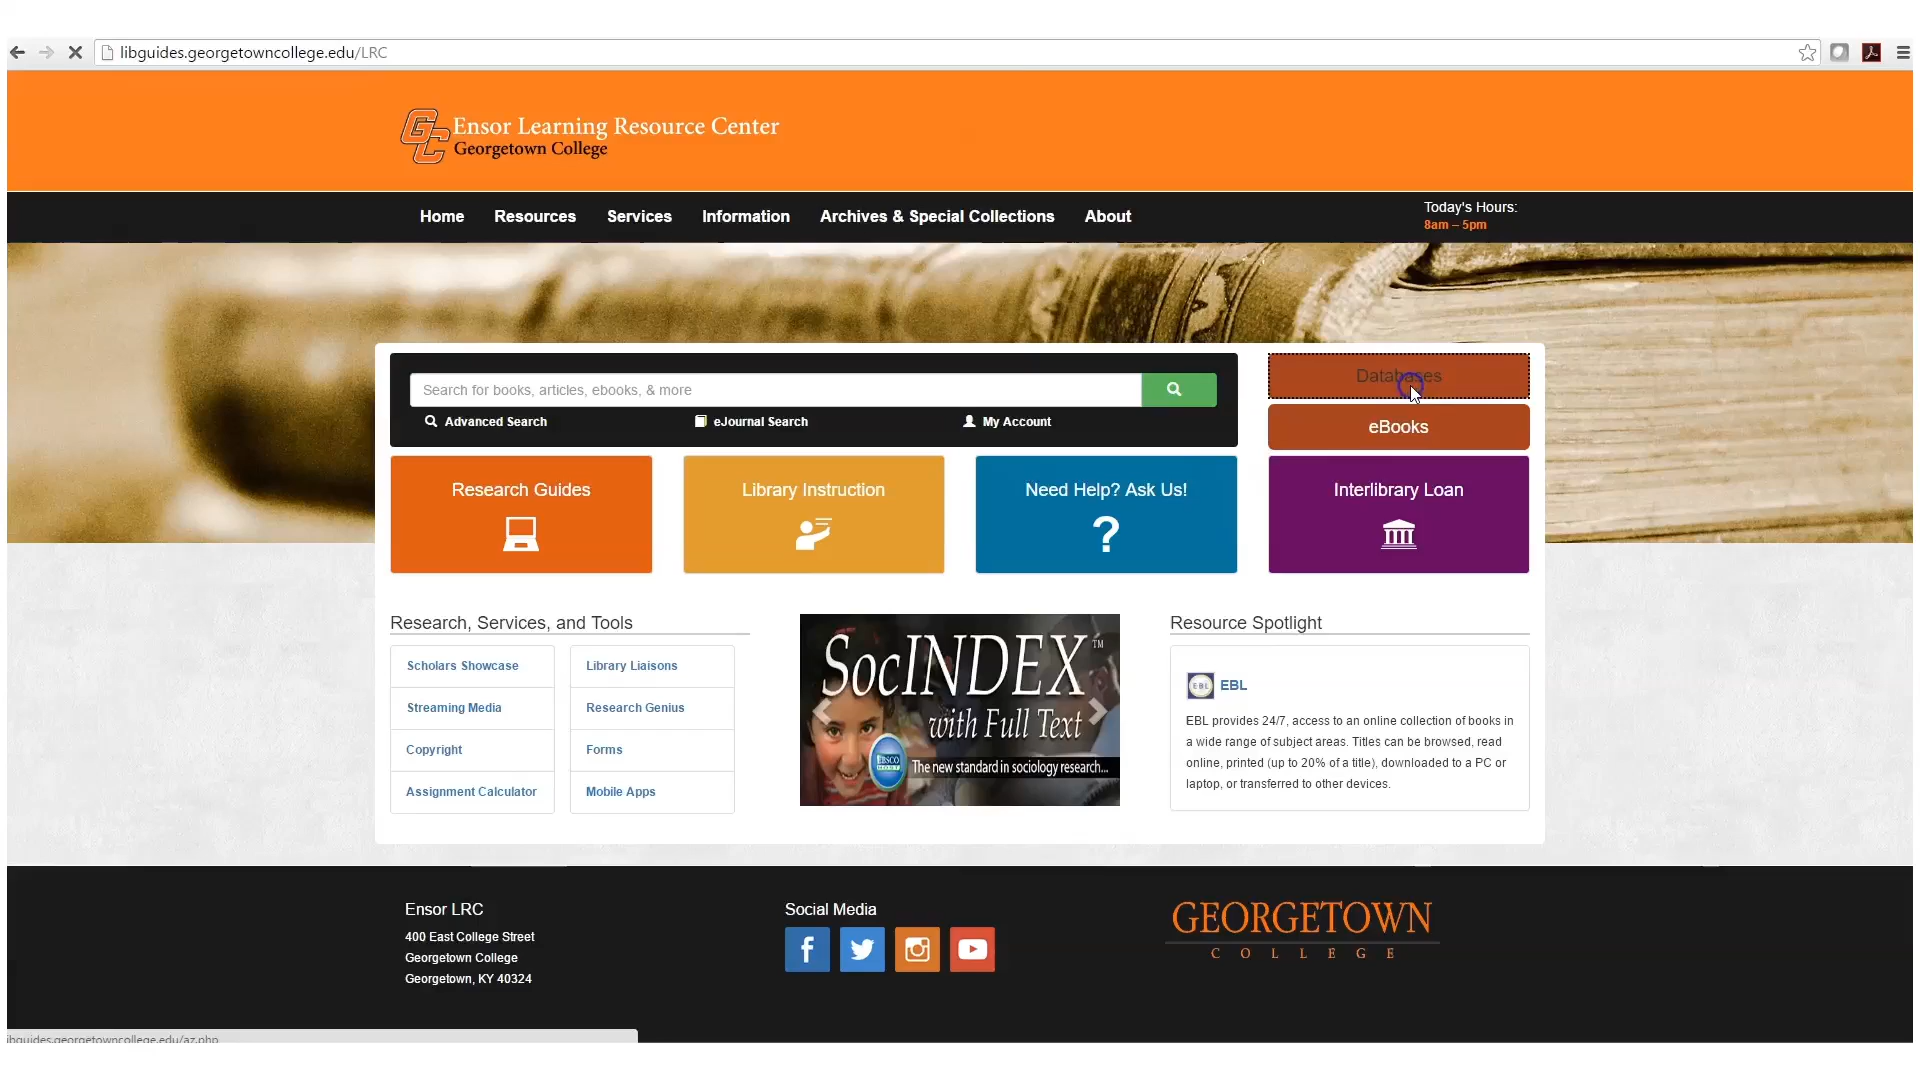 libguides.georgetowncollege.edu/LRC
GC
Ensor Learning Resource Center
Georgetown College
Home Resources Services Information Archives & Special Collections About
Today's Hours:
8am – 5pm
Search for books, articles, ebooks, & more
Advanced Search eJournal Search My Account
Databases
eBooks
Research Guides
Library Instruction
Need Help? Ask Us!
?
Interlibrary Loan
Research, Services, and Tools
Scholars Showcase
Library Liaisons
Streaming Media
Research Genius
Copyright
Forms
Assignment Calculator
Mobile Apps
SocINDEX™
with Full Text
EBSCO
HOST
The new standard in sociology research...
Resource Spotlight
EBL
EBL
EBL provides 24/7, access to an online collection of books in
a wide range of subject areas. Titles can be browsed, read
online, printed (up to 20% of a title), downloaded to a PC or
laptop, or transferred to other devices.
Ensor LRC
400 East College Street
Georgetown College
Georgetown, KY 40324
Social Media
GEORGETOWN
COLLEGE
libguides.georgetowncollege.edu/az.php